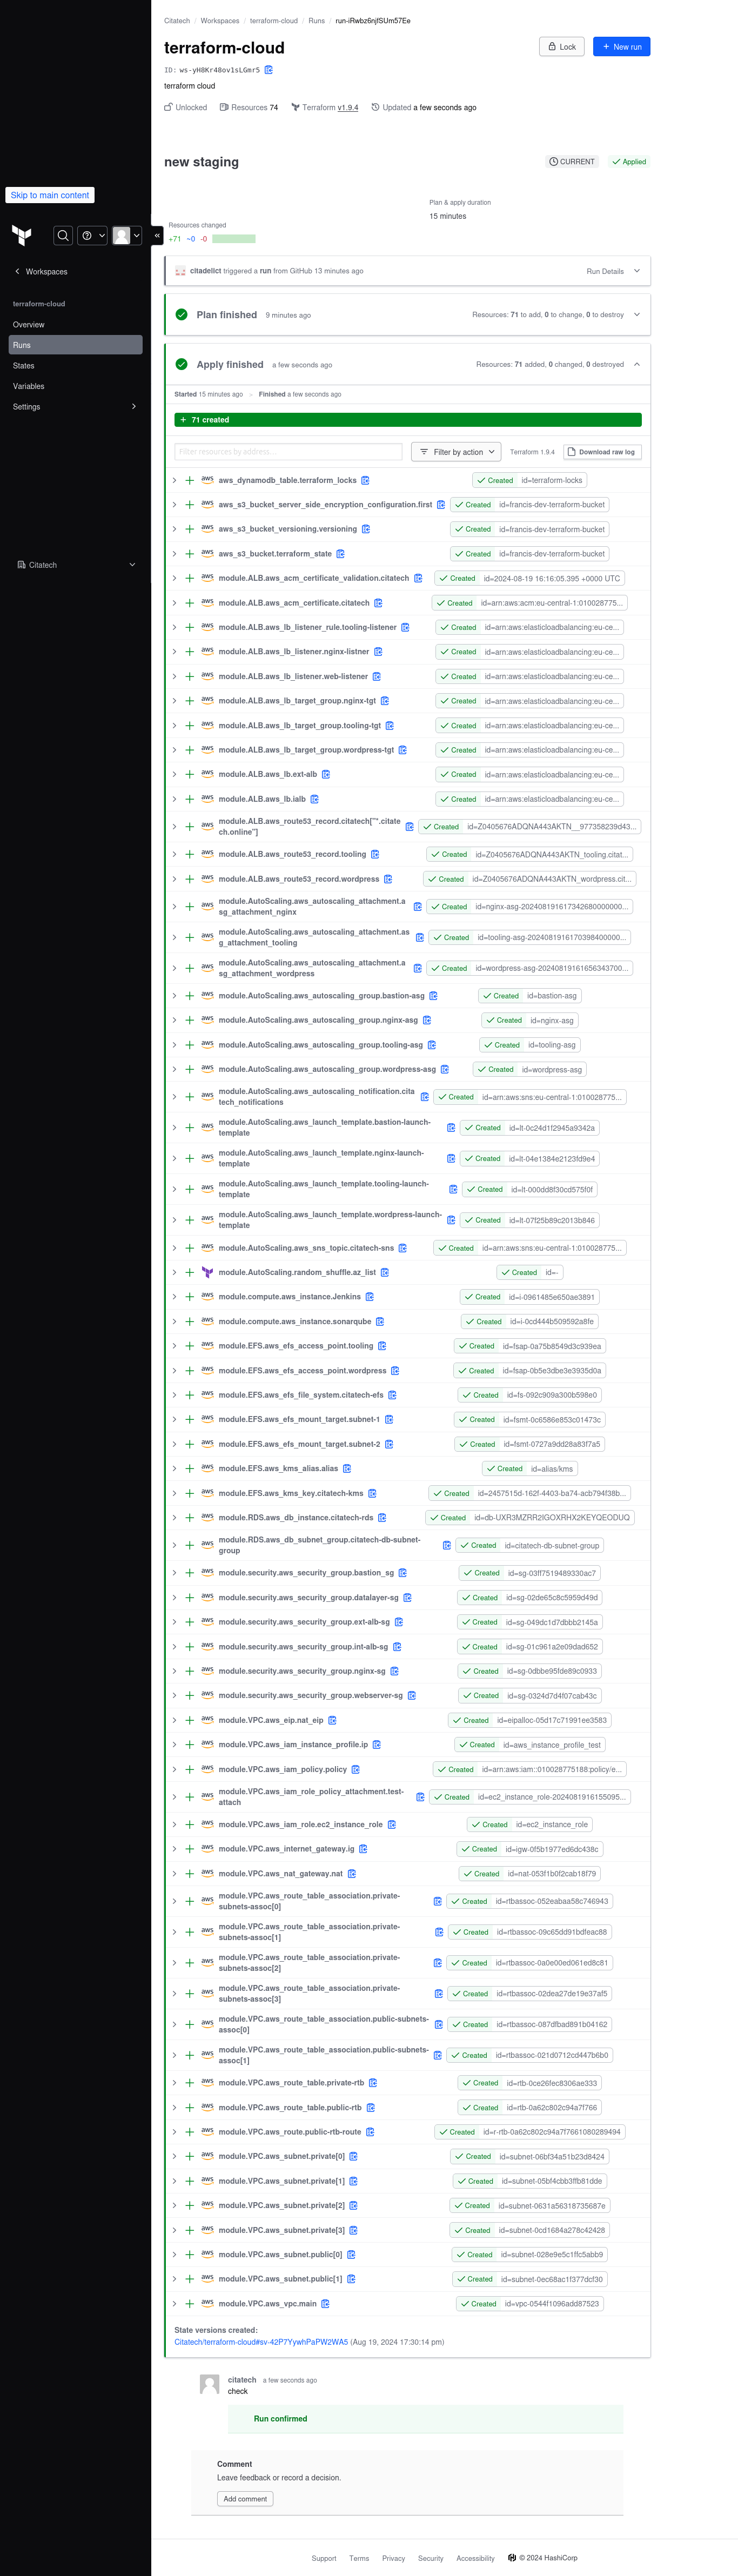 Citatech / Workspaces / terraform-cloud / Runs / run-iRwbz6njfSUm57Ee
terraform-cloud
Lock
New run
ID: ws-yH8Kr48ov1sLGmr5
terraform cloud
Unlocked Resources 74 Terraform v1.9.4 Updated a few seconds ago
new staging
CURRENT
Applied
Skip to main content
Plan & apply duration
15 minutes
Resources changed
+71 ~0 -0
Workspaces
terraform-cloud
Overview
Runs
States
Variables
Settings
Citatech
citadelict triggered a run from GitHub 13 minutes ago
Run Details
Plan finished 9 minutes ago
Resources: 71 to add, 0 to change, 0 to destroy
Apply finished a few seconds ago
Resources: 71 added, 0 changed, 0 destroyed
Started 15 minutes ago > Finished a few seconds ago
+ 71 created
Filter resources by address...
Filter by action
Terraform 1.9.4
Download raw log
aws_dynamodb_table.terraform_locks Created id=terraform-locks
aws_s3_bucket_server_side_encryption_configuration.first Created id=francis-dev-terraform-bucket
aws_s3_bucket_versioning.versioning Created id=francis-dev-terraform-bucket
aws_s3_bucket.terraform_state Created id=francis-dev-terraform-bucket
module.ALB.aws_acm_certificate_validation.citatech Created id=2024-08-19 16:16:05.395 +0000 UTC
module.ALB.aws_acm_certificate.citatech Created id=arn:aws:acm:eu-central-1:010028775...
module.ALB.aws_lb_listener_rule.tooling-listener Created id=arn:aws:elasticloadbalancing:eu-ce...
module.ALB.aws_lb_listener.nginx-listner Created id=arn:aws:elasticloadbalancing:eu-ce...
module.ALB.aws_lb_listener.web-listener Created id=arn:aws:elasticloadbalancing:eu-ce...
module.ALB.aws_lb_target_group.nginx-tgt Created id=arn:aws:elasticloadbalancing:eu-ce...
module.ALB.aws_lb_target_group.tooling-tgt Created id=arn:aws:elasticloadbalancing:eu-ce...
module.ALB.aws_lb_target_group.wordpress-tgt Created id=arn:aws:elasticloadbalancing:eu-ce...
module.ALB.aws_lb.ext-alb Created id=arn:aws:elasticloadbalancing:eu-ce...
module.ALB.aws_lb.ialb Created id=arn:aws:elasticloadbalancing:eu-ce...
module.ALB.aws_route53_record.citatech["*.citate
ch.online"] Created id=Z0405676ADQNA443AKTN__977358239d43...
module.ALB.aws_route53_record.tooling Created id=Z0405676ADQNA443AKTN_tooling.citat...
module.ALB.aws_route53_record.wordpress Created id=Z0405676ADQNA443AKTN_wordpress.cit...
module.AutoScaling.aws_autoscaling_attachment.a
sg_attachment_nginx Created id=nginx-asg-202408191617342680000000...
module.AutoScaling.aws_autoscaling_attachment.as
g_attachment_tooling Created id=tooling-asg-2024081916170398400000...
module.AutoScaling.aws_autoscaling_attachment.a
sg_attachment_wordpress Created id=wordpress-asg-20240819161656343700...
module.AutoScaling.aws_autoscaling_group.bastion-asg Created id=bastion-asg
module.AutoScaling.aws_autoscaling_group.nginx-asg Created id=nginx-asg
module.AutoScaling.aws_autoscaling_group.tooling-asg Created id=tooling-asg
module.AutoScaling.aws_autoscaling_group.wordpress-asg Created id=wordpress-asg
module.AutoScaling.aws_autoscaling_notification.cita
tech_notifications Created id=arn:aws:sns:eu-central-1:010028775...
module.AutoScaling.aws_launch_template.bastion-launch-
template Created id=lt-0c24d1f2945a9342a
module.AutoScaling.aws_launch_template.nginx-launch-
template Created id=lt-04e1384e2123fd9e4
module.AutoScaling.aws_launch_template.tooling-launch-
template Created id=lt-000dd8f30cd575f0f
module.AutoScaling.aws_launch_template.wordpress-launch-
template Created id=lt-07f25b89c2013b846
module.AutoScaling.aws_sns_topic.citatech-sns Created id=arn:aws:sns:eu-central-1:010028775...
module.AutoScaling.random_shuffle.az_list Created id=-
module.compute.aws_instance.Jenkins Created id=i-0961485e650ae3891
module.compute.aws_instance.sonarqube Created id=i-0cd444b509592a8fe
module.EFS.aws_efs_access_point.tooling Created id=fsap-0a75b8549d3c939ea
module.EFS.aws_efs_access_point.wordpress Created id=fsap-0b5e3dbe3e3935d0a
module.EFS.aws_efs_file_system.citatech-efs Created id=fs-092c909a300b598e0
module.EFS.aws_efs_mount_target.subnet-1 Created id=fsmt-0c6586e853c01473c
module.EFS.aws_efs_mount_target.subnet-2 Created id=fsmt-0727a9dd28a83f7a5
module.EFS.aws_kms_alias.alias Created id=alias/kms
module.EFS.aws_kms_key.citatech-kms Created id=2457515d-162f-4403-ba74-acb794f38b...
module.RDS.aws_db_instance.citatech-rds Created id=db-UXR3MZRR2IGOXRHX2KEYQEODUQ
module.RDS.aws_db_subnet_group.citatech-db-subnet-
group Created id=citatech-db-subnet-group
module.security.aws_security_group.bastion_sg Created id=sg-03ff7519489330ac7
module.security.aws_security_group.datalayer-sg Created id=sg-02de65c8c5959d49d
module.security.aws_security_group.ext-alb-sg Created id=sg-049dc1d7dbbb2145a
module.security.aws_security_group.int-alb-sg Created id=sg-01c961a2e09dad652
module.security.aws_security_group.nginx-sg Created id=sg-0dbbe95fde89c0933
module.security.aws_security_group.webserver-sg Created id=sg-0324d7d4f07cab43c
module.VPC.aws_eip.nat_eip Created id=eipalloc-05d17c71991ee3583
module.VPC.aws_iam_instance_profile.ip Created id=aws_instance_profile_test
module.VPC.aws_iam_policy.policy Created id=arn:aws:iam::010028775188:policy/e...
module.VPC.aws_iam_role_policy_attachment.test-
attach Created id=ec2_instance_role-2024081916155095...
module.VPC.aws_iam_role.ec2_instance_role Created id=ec2_instance_role
module.VPC.aws_internet_gateway.ig Created id=igw-0f5b1977ed6dc438c
module.VPC.aws_nat_gateway.nat Created id=nat-053f1b0f2cab18f79
module.VPC.aws_route_table_association.private-
subnets-assoc[0] Created id=rtbassoc-052eabaa58c746943
module.VPC.aws_route_table_association.private-
subnets-assoc[1] Created id=rtbassoc-09c65dd91bdfeac88
module.VPC.aws_route_table_association.private-
subnets-assoc[2] Created id=rtbassoc-0a0e00ed061ed8c81
module.VPC.aws_route_table_association.private-
subnets-assoc[3] Created id=rtbassoc-02dea27de19e37af5
module.VPC.aws_route_table_association.public-subnets-
assoc[0] Created id=rtbassoc-087dfbad891b04162
module.VPC.aws_route_table_association.public-subnets-
assoc[1] Created id=rtbassoc-021d0712cd447b6b0
module.VPC.aws_route_table.private-rtb Created id=rtb-0ce26fec8306ae333
module.VPC.aws_route_table.public-rtb Created id=rtb-0a62c802c94a7f766
module.VPC.aws_route.public-rtb-route Created id=r-rtb-0a62c802c94a7f7661080289494
module.VPC.aws_subnet.private[0] Created id=subnet-06bf34a51b23d8424
module.VPC.aws_subnet.private[1] Created id=subnet-05bf4cbb3ffb81dde
module.VPC.aws_subnet.private[2] Created id=subnet-0631a56318735687e
module.VPC.aws_subnet.private[3] Created id=subnet-0cd1684a278c42428
module.VPC.aws_subnet.public[0] Created id=subnet-028e9e5c1ffc5abb9
module.VPC.aws_subnet.public[1] Created id=subnet-0ec68ac1f377dcf30
module.VPC.aws_vpc.main Created id=vpc-0544f1096add87523
State versions created:
Citatech/terraform-cloud#sv-42P7YywhPaPW2WA5 (Aug 19, 2024 17:30:14 pm)
citatech a few seconds ago
check
Run confirmed
Comment
Leave feedback or record a decision.
Add comment
Support Terms Privacy Security Accessibility © 2024 HashiCorp